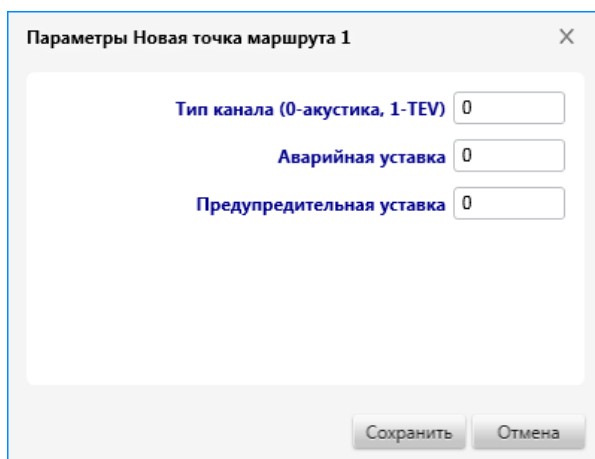 Параметры Новая точка маршрута 1
Тип канала (0-акустика, 1-TEV) 0
Аварийная уставка 0
Предупредительная уставка 0
Сохранить Отмена